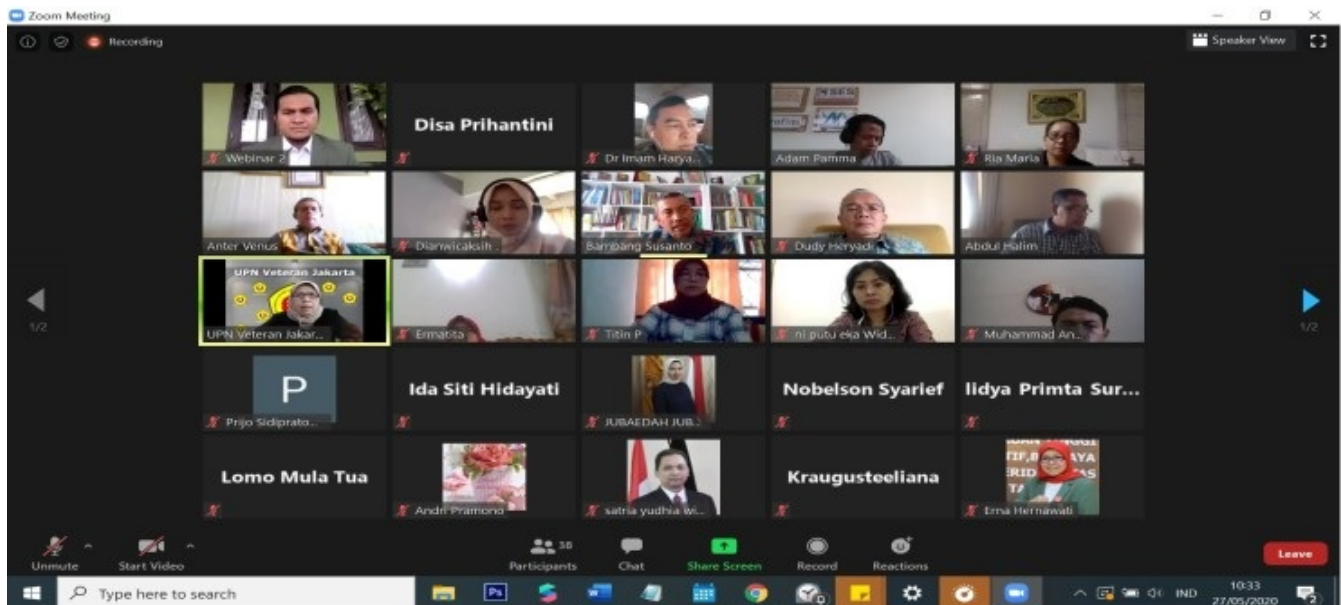 Zoom Meeting
Recording
Speaker View
Webinar 2
Disa Prihantini
Dr Imam Harya...
Adam Pamma
Ria Maria
Anter Venus
Dianwicaksih
Bambang Susanto
Dudy Heryadi
Abdul Halim
UPN Veteran Jakarta
UPN Veteran Jakar...
Ermatita
Titin P
ni putu eka Wid...
Muhammad An...
1/2
1/2
P
Prijo Sidiprato...
Ida Siti Hidayati
JUBAEDAH JUB...
Nobelson Syarief
lidya Primta Sur...
Lomo Mula Tua
Andri Pramono
satria yudhia wi...
Kraugusteeliana
Erna Hernawati
Unmute
Start Video
Participants
38
Chat
Share Screen
Record
Reactions
Leave
Type here to search
Ps
IND
10:33
27/05/2020
2